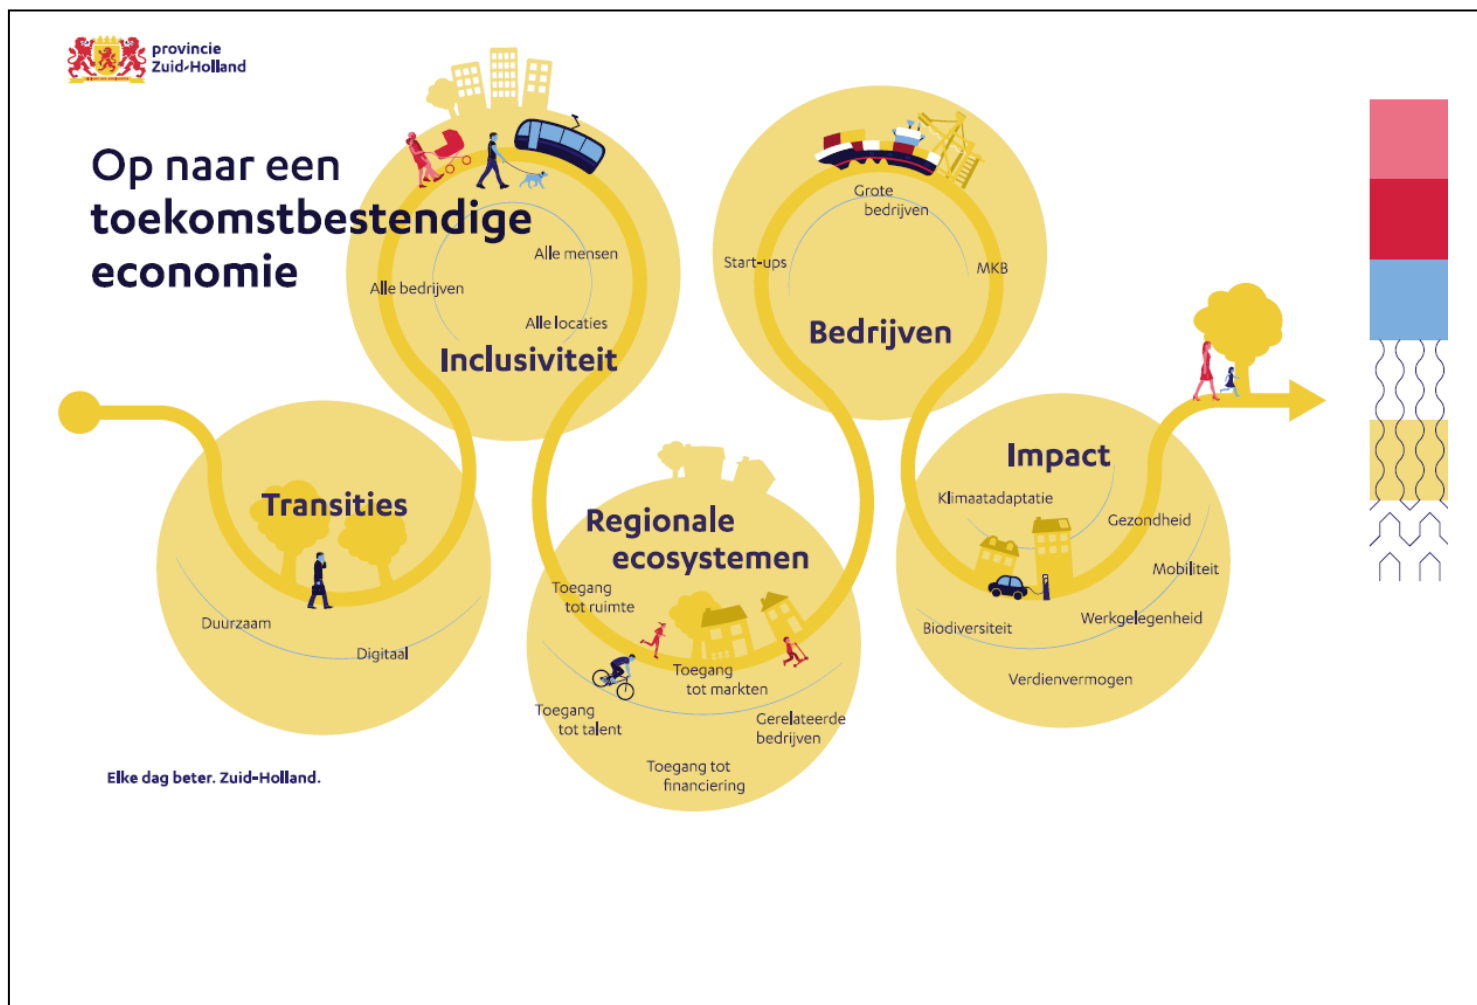 provincie
Zuid-Holland
Op naar een
toekomstbestendige
economie
Transities
Duurzaam
Digitaal
Alle mensen
Alle bedrijven
Alle locaties
Inclusiviteit
Regionale
ecosystemen
Toegang
tot ruimte
Toegang
tot markten
Toegang
tot talent
Gerelateerde
bedrijven
Toegang tot
financiering
Grote
bedrijven
Start-ups
MKB
Bedrijven
Impact
Klimaatadaptatie
Gezondheid
Mobiliteit
Werkgelegenheid
Biodiversiteit
Verdienvermogen
Elke dag beter. Zuid-Holland.